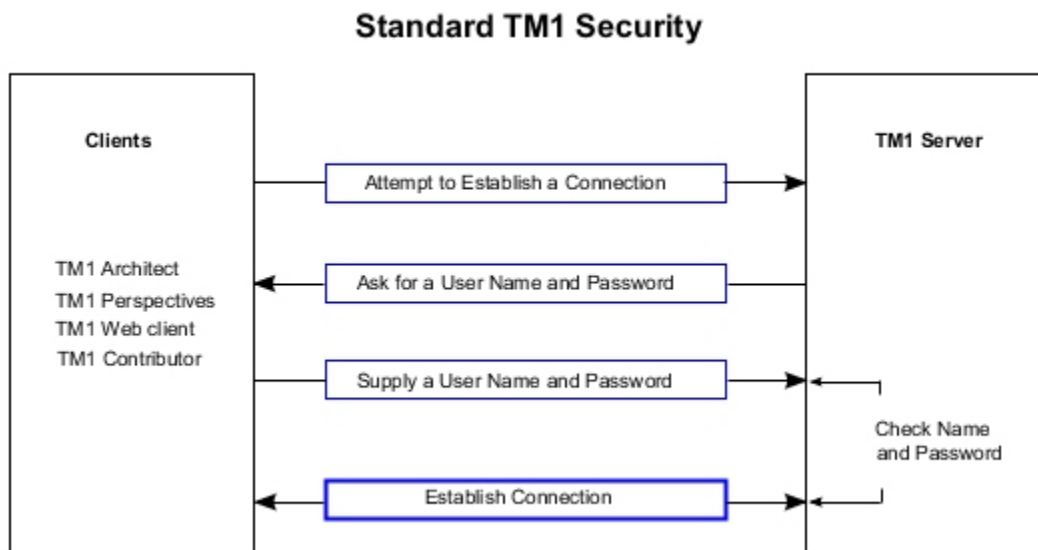 Standard TM1 Security
Clients
TM1 Server
Attempt to Establish a Connection
TM1 Architect
Ask for a User Name and Password
TM1 Perspectives
TM1 Web client
TM1 Contributor
Supply a User Name and Password
Check Name
and Password
Establish Connection